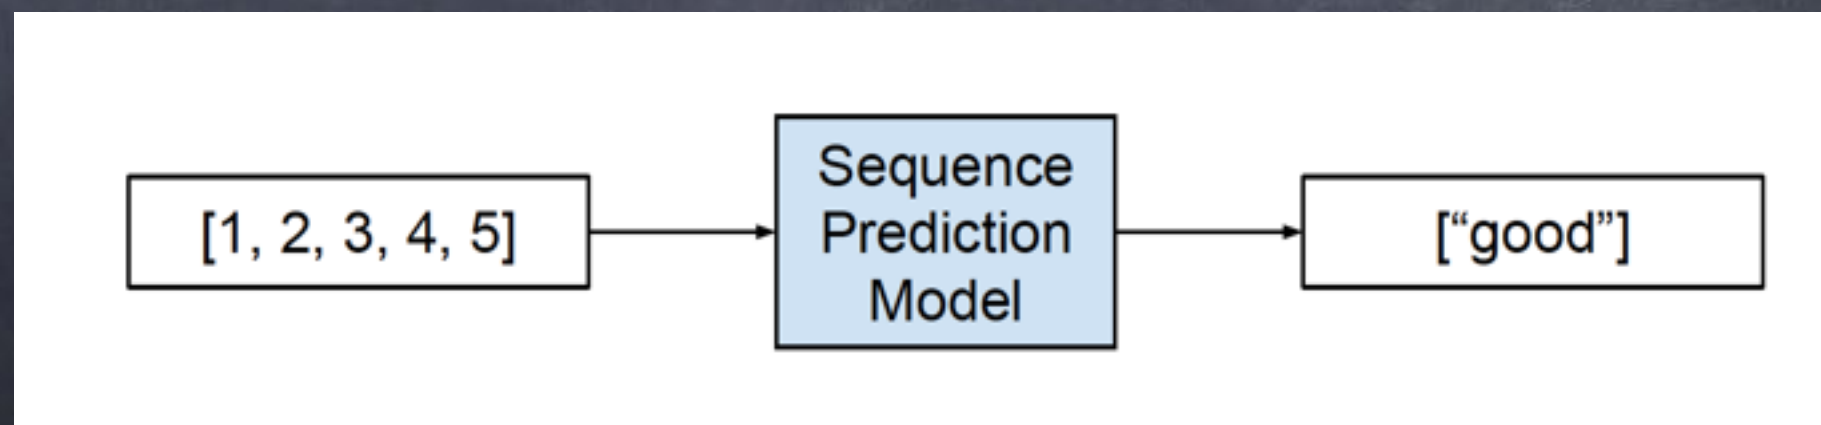 [1, 2, 3, 4, 5]
Sequence
Prediction
Model
[“good”]